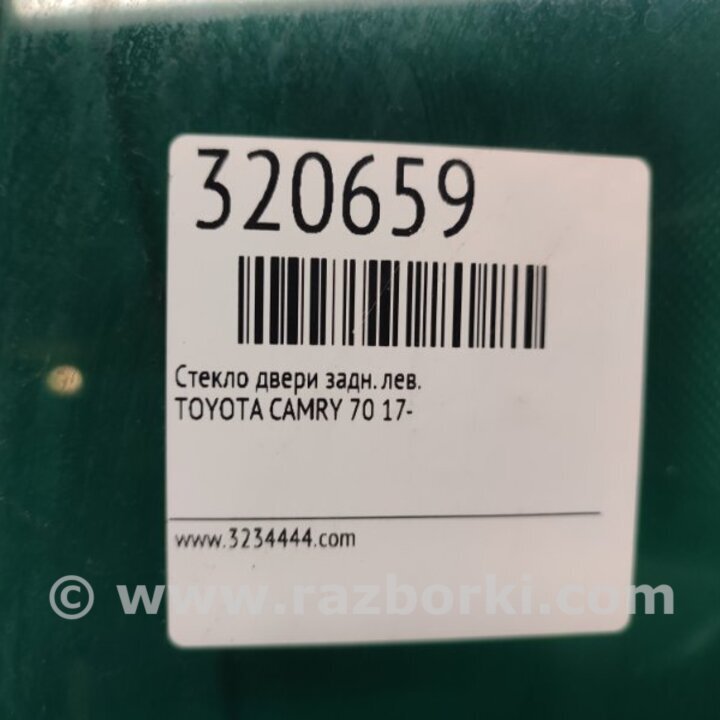 320659
Стекло двери задн. лев.
TOYOTA CAMRY 70 17-
www.3234444.com
© www.razborki.com